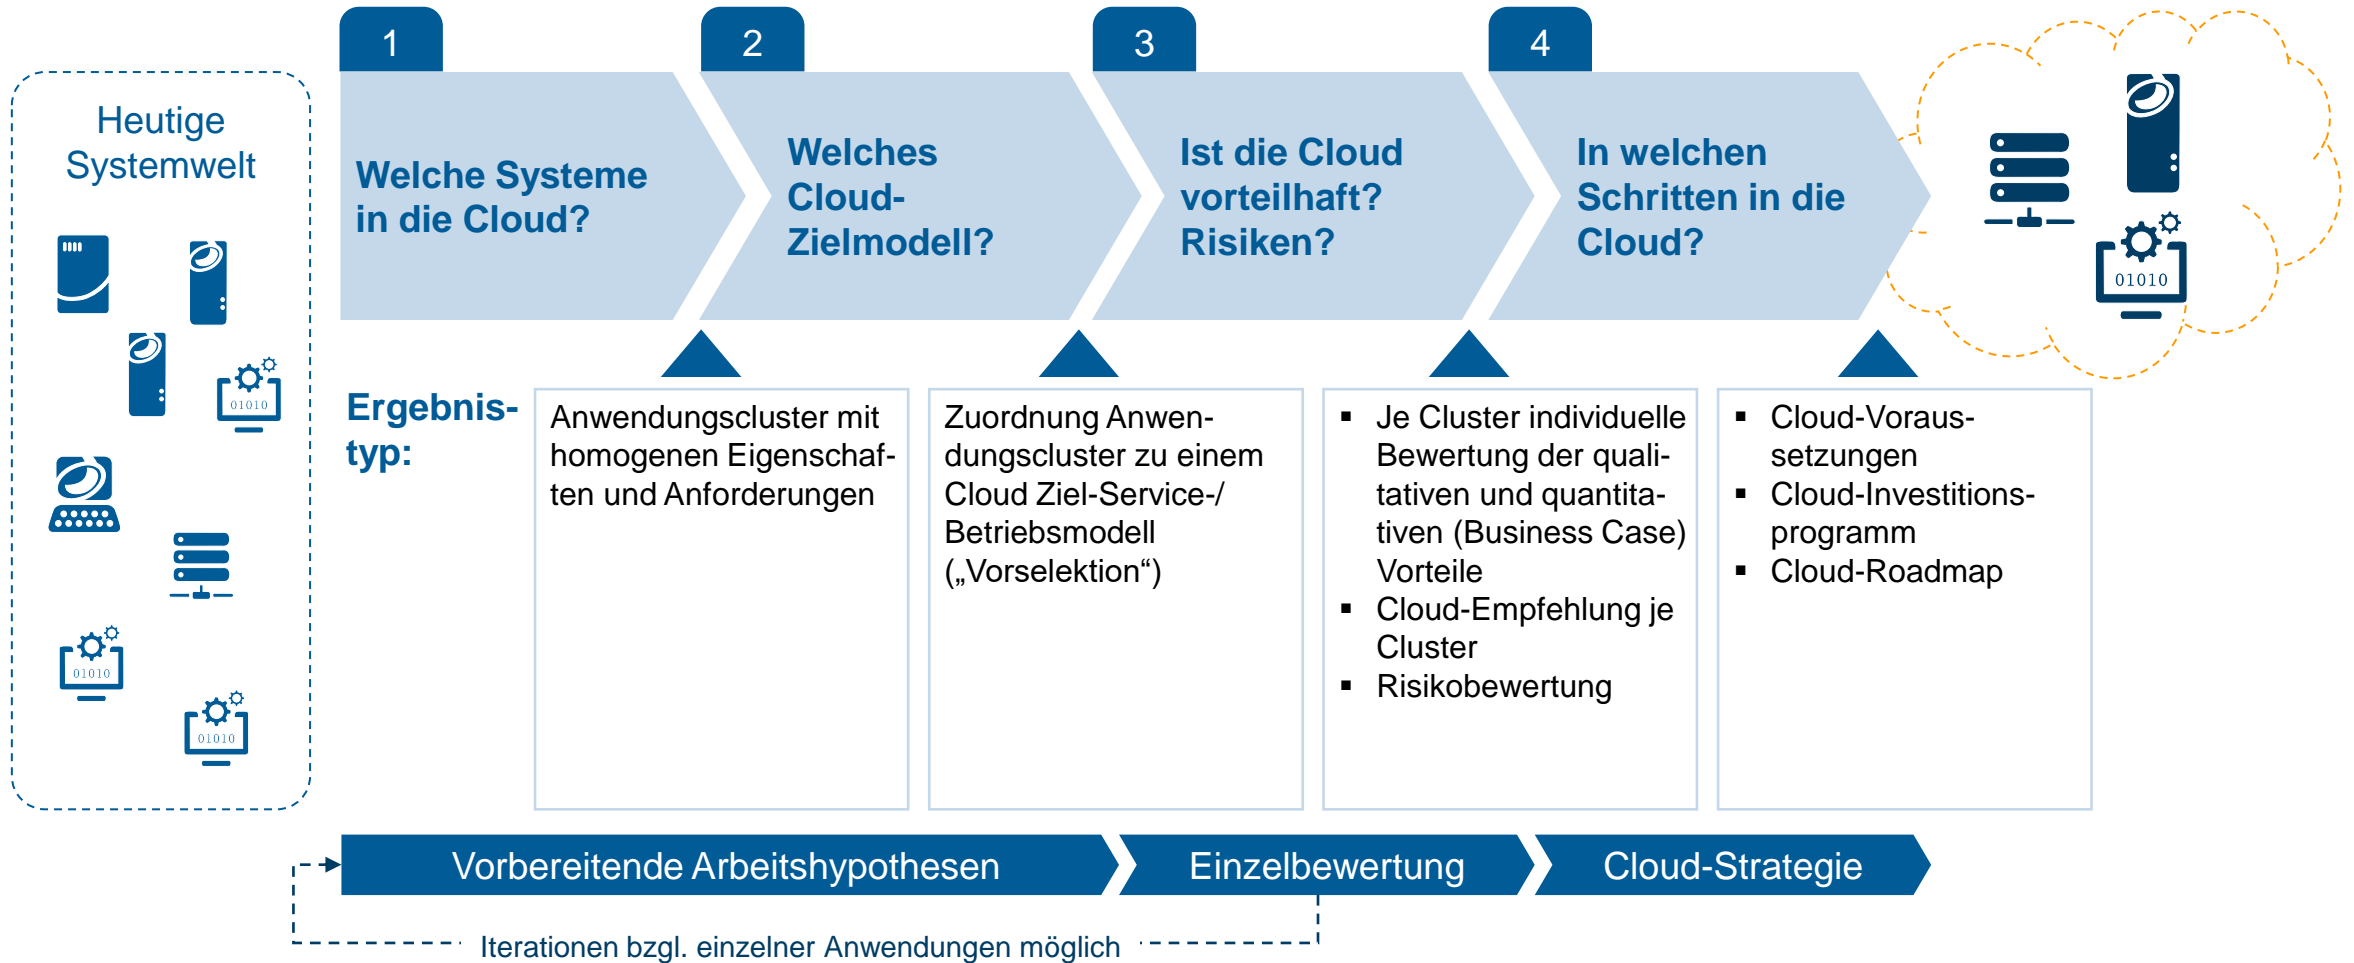 Heutige
Systemwelt
01010
01010
01010
1
Welche Systeme
in die Cloud?
2
Welches
Cloud-
Zielmodell?
3
Ist die Cloud
vorteilhaft?
Risiken?
4
In welchen
Schritten in die
Cloud?
01010
Ergebnis-
typ:
Anwendungscluster mit
homogenen Eigenschaf-
ten und Anforderungen
Zuordnung Anwen-
dungscluster zu einem
Cloud Ziel-Service-/
Betriebsmodell
(„Vorselektion“)
▪ Je Cluster individuelle
Bewertung der quali-
tativen und quantita-
tiven (Business Case)
Vorteile
▪ Cloud-Empfehlung je
Cluster
▪ Risikobewertung
▪ Cloud-Voraus-
setzungen
▪ Cloud-Investitions-
programm
▪ Cloud-Roadmap
Vorbereitende Arbeitshypothesen
Einzelbewertung
Cloud-Strategie
Iterationen bzgl. einzelner Anwendungen möglich